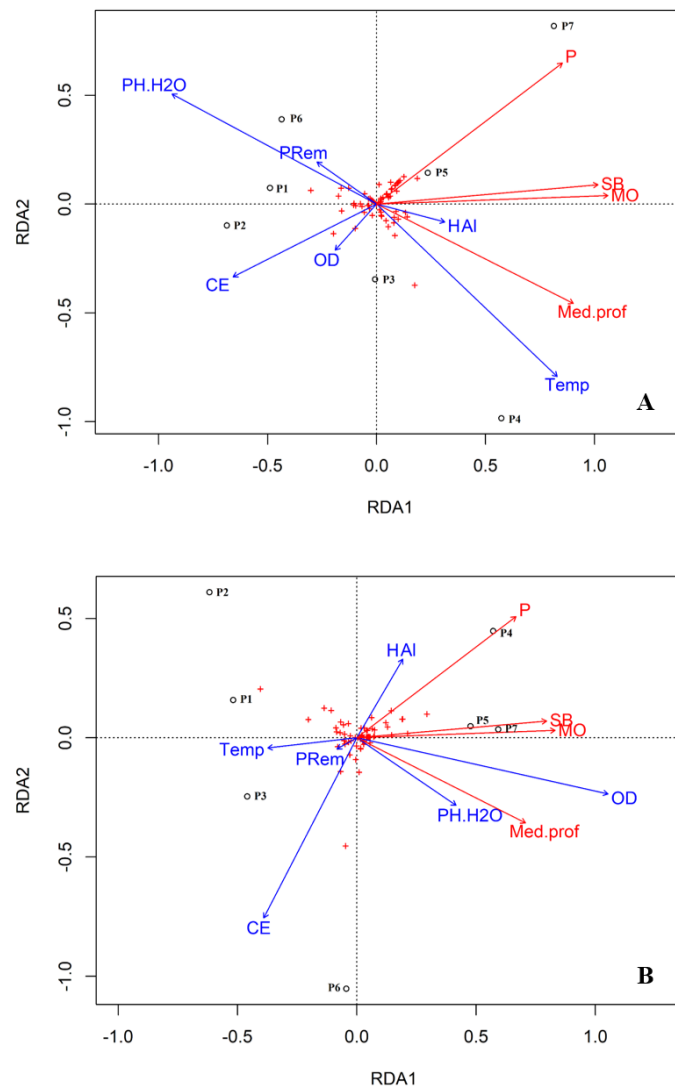 P7
P
PH.H2O
0.5
P6
PRem
P5
SB
P1
MO
0.0
HAl
P2
OD
CE
P3
Med.prof
-0.5
Temp
A
P4
-1.0
RDA2
-1.0 -0.5 0.0 0.5 1.0
RDA1
P2
0.5
P
P4
HAl
P1
P5
SB
P7
MO
0.0
Temp
PRem
P3
OD
PH.H2O
Med.prof
-0.5
CE
B
P6
-1.0
RDA2
-1.0 -0.5 0.0 0.5 1.0
RDA1